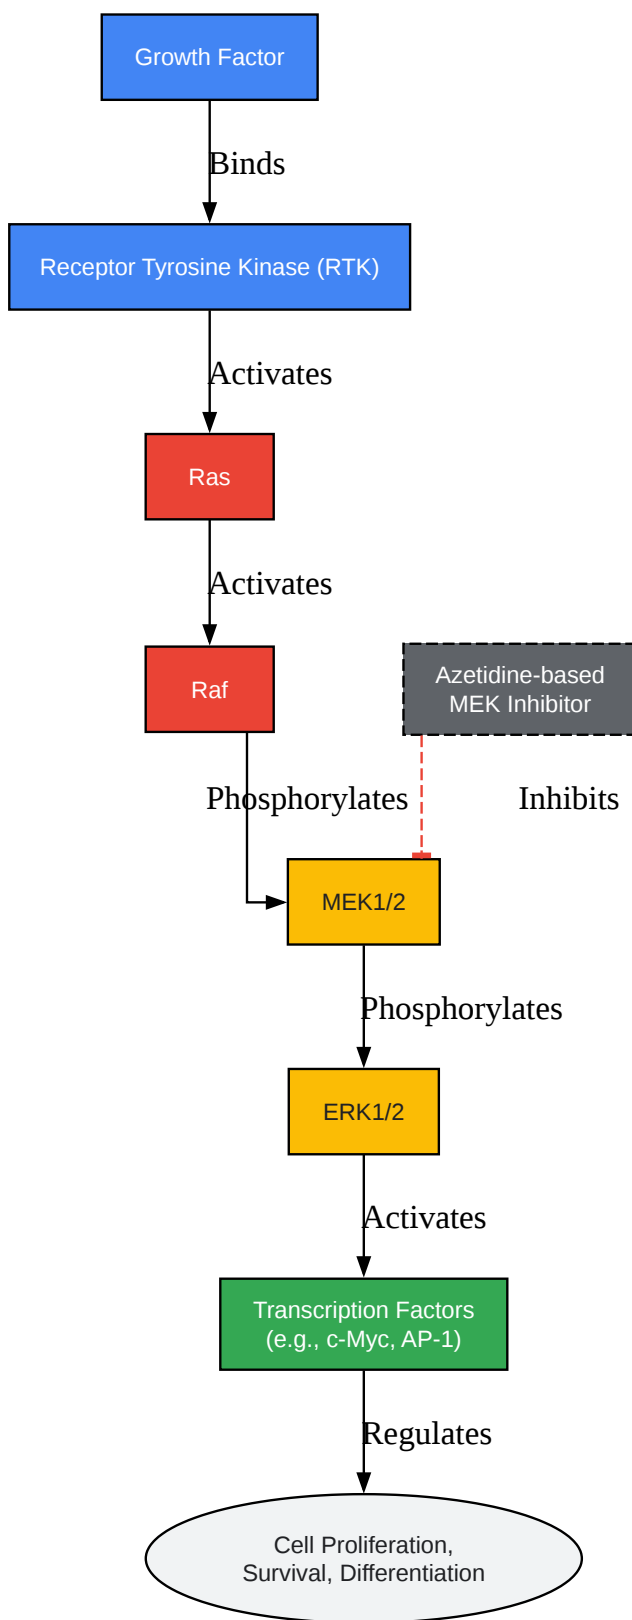 Growth Factor
Binds
Receptor Tyrosine Kinase (RTK)
Activates
Ras
Activates
Raf
Azetidine-based
MEK Inhibitor
Phosphorylates
Inhibits
MEK1/2
Phosphorylates
ERK1/2
Activates
Transcription Factors
(e.g., c-Myc, AP-1)
Regulates
Cell Proliferation,
Survival, Differentiation